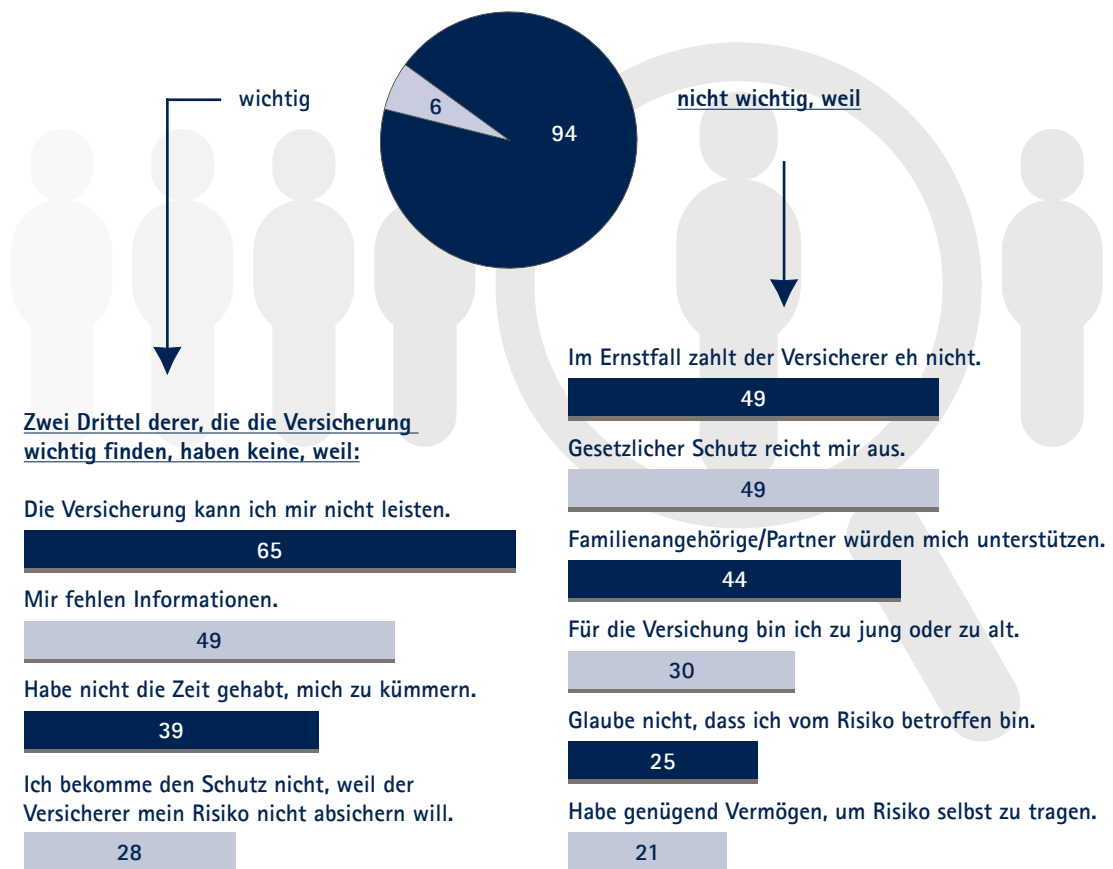 wichtig
6
94
nicht wichtig, weil
Zwei Drittel derer, die die Versicherung
wichtig finden, haben keine, weil:
Die Versicherung kann ich mir nicht leisten.
65
Mir fehlen Informationen.
49
Habe nicht die Zeit gehabt, mich zu kümmern.
39
Ich bekomme den Schutz nicht, weil der
Versicherer mein Risiko nicht absichern will.
28
Im Ernstfall zahlt der Versicherer eh nicht.
49
Gesetzlicher Schutz reicht mir aus.
49
Familienangehörige/Partner würden mich unterstützen.
44
Für die Versichung bin ich zu jung oder zu alt.
30
Glaube nicht, dass ich vom Risiko betroffen bin.
25
Habe genügend Vermögen, um Risiko selbst zu tragen.
21